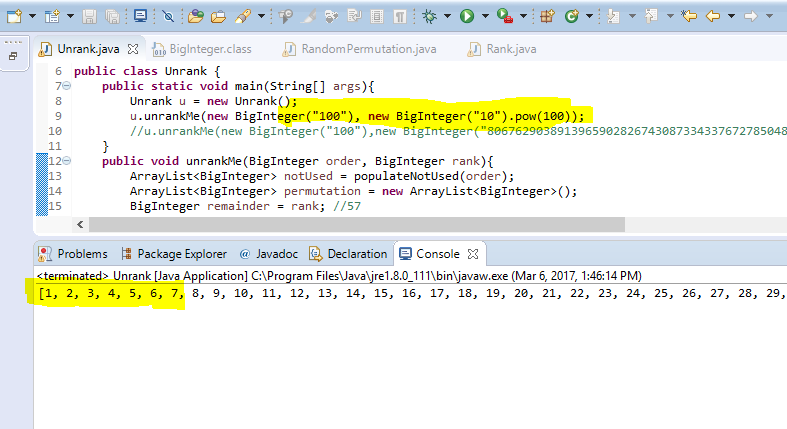 Unrank.java BigInteger.class RandomPermutation.java Rank.java
6 public class Unrank {
7 public static void main(String[] args){
8 Unrank u = new Unrank();
9 u.unrankMe(new BigInteger("100"), new BigInteger("10").pow(100));
10 //u.unrankMe(new BigInteger("100"),new BigInteger("8067629038913965902826743087334337672785048
11 }
12 public void unrankMe(BigInteger order, BigInteger rank){
13 ArrayList<BigInteger> notUsed = populateNotUsed(order);
14 ArrayList<BigInteger> permutation = new ArrayList<BigInteger>();
15 BigInteger remainder = rank; //57
Problems Package Explorer @ Javadoc Declaration Console
<terminated> Unrank [Java Application] C:\Program Files\Java\jre1.8.0_111\bin\javaw.exe (Mar 6, 2017, 1:46:14 PM)
[1, 2, 3, 4, 5, 6, 7, 8, 9, 10, 11, 12, 13, 14, 15, 16, 17, 18, 19, 20, 21, 22, 23, 24, 25, 26, 27, 28, 29,